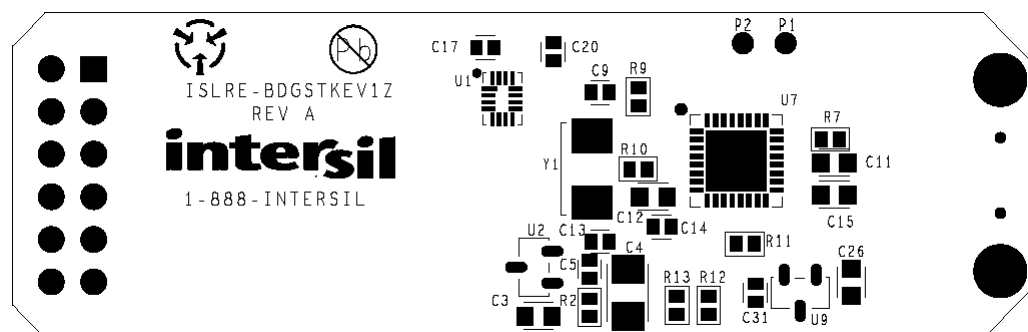 P2 P1
C17 Pb C20
U1
C9 R9
ISLRE-BDGSTKEV1Z
REV A
U7
R7
intersil
R10 Y1 C11
1-888-INTERSIL
C12 C14 C15
U2 C13
R11
C4 C26
C5
R13 R12
C3 R2
C31 U9